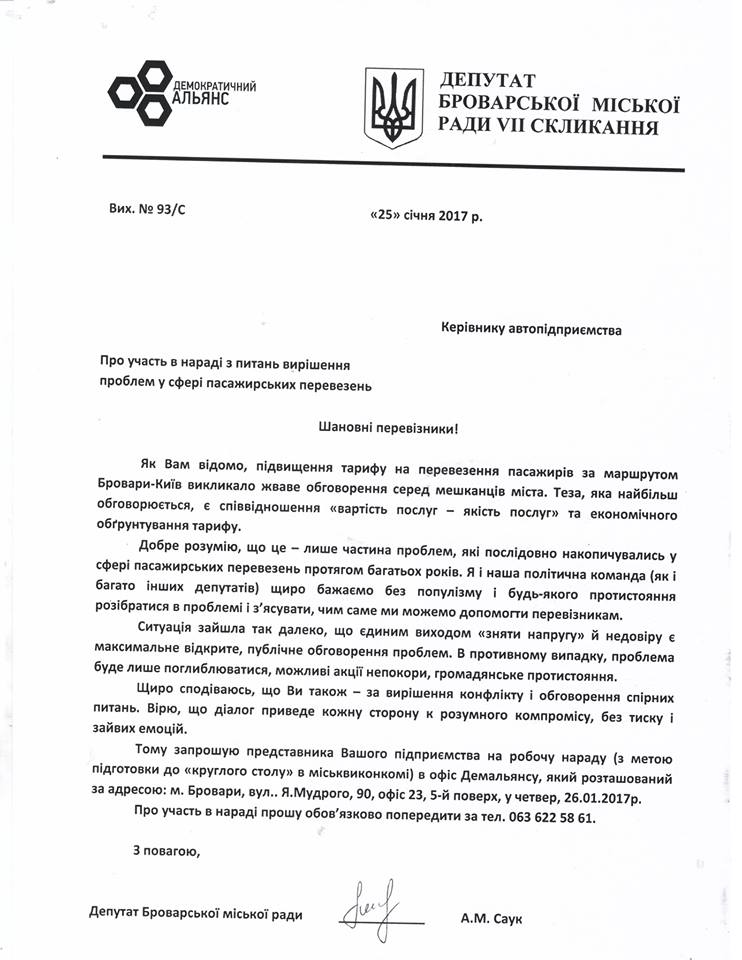 ДЕМОКРАТИЧНИЙ
АЛЬЯНС
ДЕПУТАТ
БРОВАРСЬКОЇ МІСЬКОЇ
РАДИ VII СКЛИКАННЯ
Вих. № 93/С
«25» січня 2017 р.
Керівнику автопідприємства
Про участь в нараді з питань вирішення
проблем у сфері пасажирських перевезень
Шановні перевізники!
Як Вам відомо, підвищення тарифу на перевезення пасажирів за маршрутом
Бровари-Київ викликало жваве обговорення серед мешканців міста. Теза, яка найбільш
обговорюється, є співвідношення «вартість послуг – якість послуг» та економічного
обґрунтування тарифу.
Добре розумію, що це – лише частина проблем, які послідовно накопичувались у
сфері пасажирських перевезень протягом багатьох років. Я і наша політична команда (як і
багато інших депутатів) щиро бажаємо без популізму і будь-якого протистояння
розібратися в проблемі і з’ясувати, чим саме ми можемо допомогти перевізникам.
Ситуація зайшла так далеко, що єдиним виходом «зняти напругу» й недовіру є
максимальне відкрите, публічне обговорення проблем. В противному випадку, проблема
буде лише поглиблюватися, можливі акції непокори, громадянське протистояння.
Щиро сподіваюсь, що Ви також – за вирішення конфлікту і обговорення спірних
питань. Вірю, що діалог приведе кожну сторону к розумного компромісу, без тиску і
зайвих емоцій.
Тому запрошую представника Вашого підприємства на робочу нараду (з метою
підготовки до «круглого столу» в міськвиконкомі) в офіс Демальянсу, який розташований
за адресою: м. Бровари, вул.. Я.Мудрого, 90, офіс 23, 5-й поверх, у четвер, 26.01.2017р.
Про участь в нараді прошу обов’язково попередити за тел. 063 622 58 61.
З повагою,
Депутат Броварської міської ради
А.М. Саук